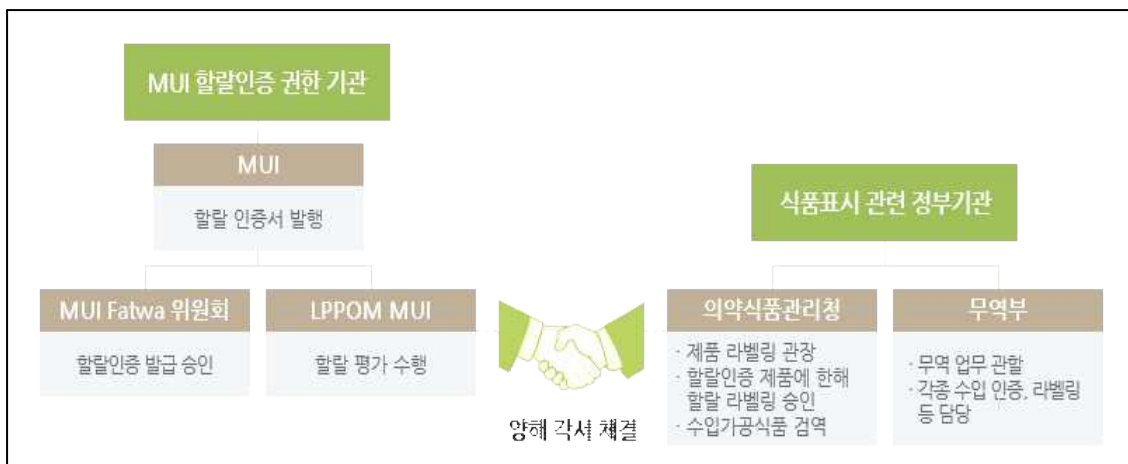 MUI 할랄인증 권한 기관
MUI
할랄 인증서 발행
MUI Fatwa 위원회
할랄인증 발급 승인
LPPOM MUI
할랄 평가 수행
양해 각서 체결
식품표시 관련 정부기관
의약식품관리청
· 제품 라벨링 관장
· 할랄인증 제품에 한해
할랄 라벨링 승인
· 수입가공식품 검역
무역부
· 무역 업무 관할
· 각종 수입 인증, 라벨링
등 담당